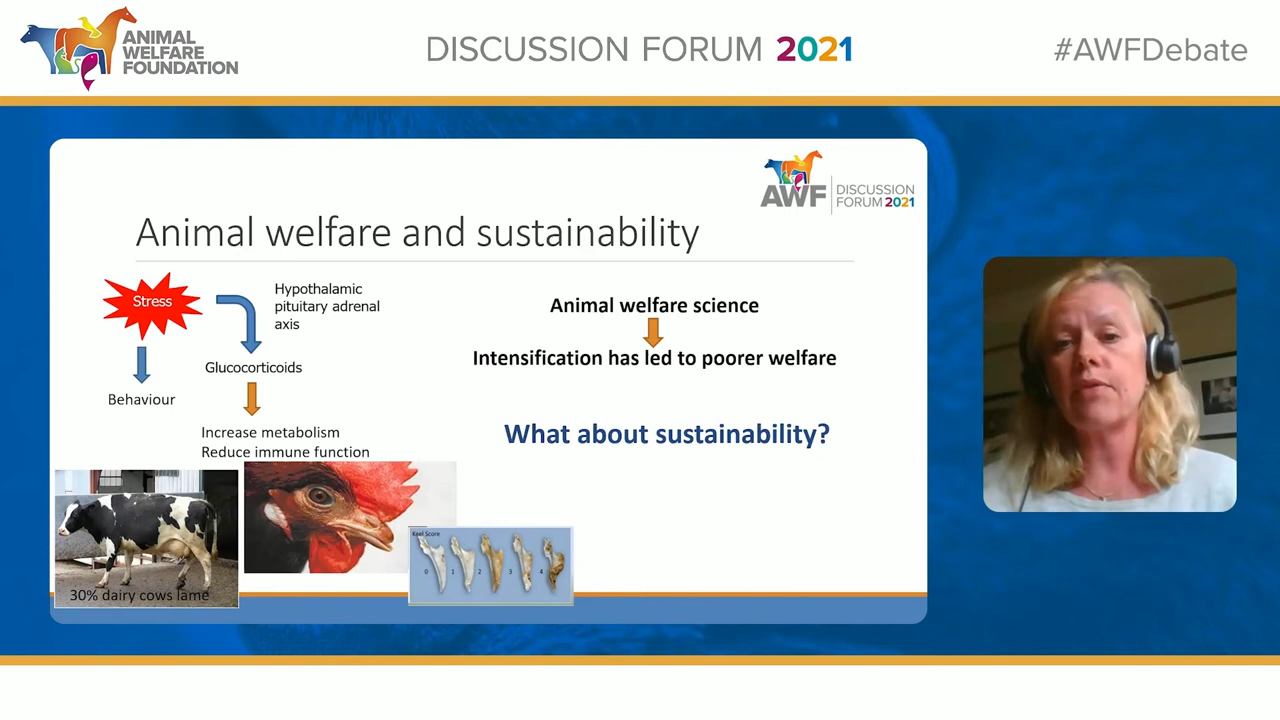 ANIMAL
WELFARE
FOUNDATION
DISCUSSION FORUM 2021
#AWFDebate
AWF
DISCUSSION
FORUM 2021
Animal welfare and sustainability
Stress
Hypothalamic
pituitary adrenal
axis
Glucocorticoids
Behaviour
Increase metabolism
Reduce immune function
30% dairy cows lame
Keel Score
0 1 2 3 4
Animal welfare science
Intensification has led to poorer welfare
What about sustainability?